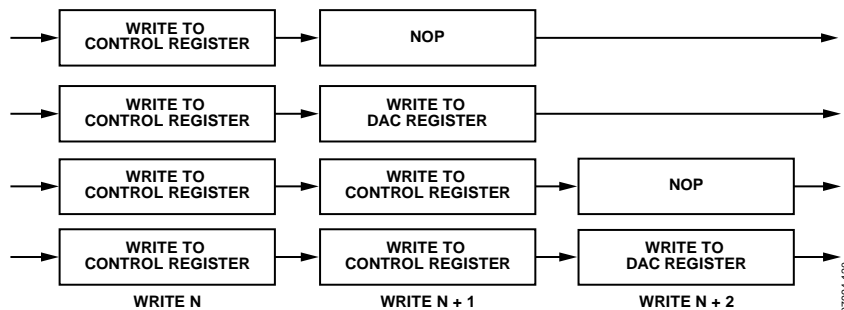 WRITE TO
CONTROL REGISTER
NOP
WRITE TO
CONTROL REGISTER
WRITE TO
DAC REGISTER
WRITE TO
CONTROL REGISTER
WRITE TO
CONTROL REGISTER
NOP
WRITE TO
CONTROL REGISTER
WRITE TO
CONTROL REGISTER
WRITE TO
DAC REGISTER
WRITE N
WRITE N + 1
WRITE N + 2